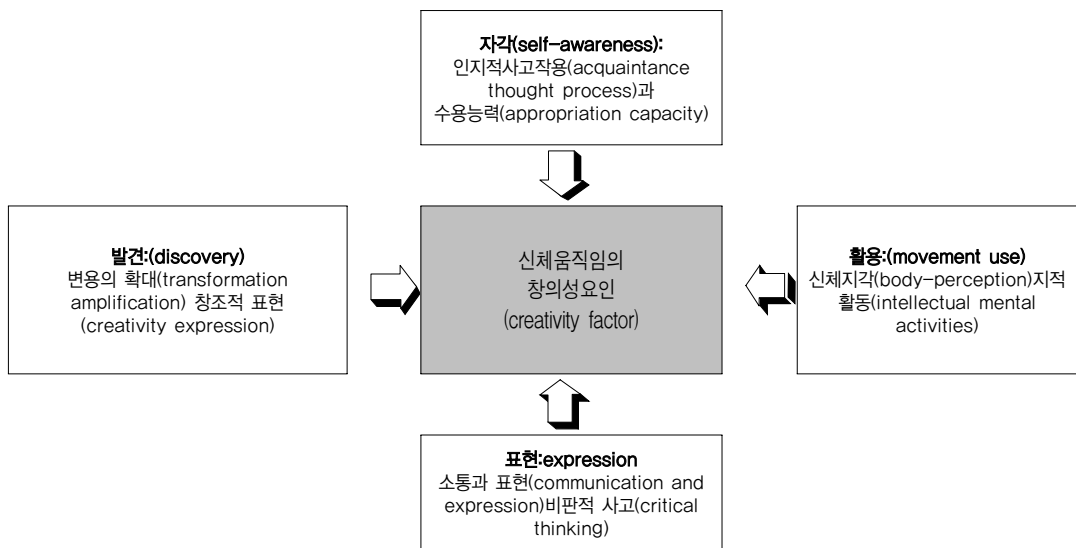 자각(self-awareness):
인지적사고작용(acquaintance
thought process)과
수용능력(appropriation capacity)
발견:(discovery)
변용의 확대(transformation
amplification) 창조적 표현
(creativity expression)
신체움직임의
창의성요인
(creativity factor)
활용:(movement use)
신체지각(body-perception)지적
활동(intellectual mental
activities)
표현:expression
소통과 표현(communication and
expression)비판적 사고(critical
thinking)